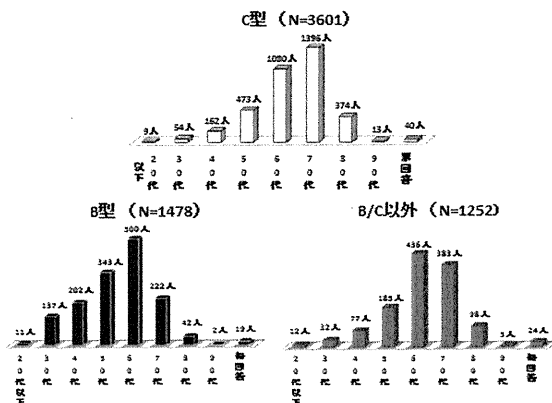 C型 (N=3601)
9人 54人 162人 473人 1080人 1396人 374人 13人 40人
20代以下 30代 40代 50代 60代 70代 80代 90代 無回答
B型 (N=1478)
11人 137人 202人 343人 500人 222人 42人 2人 19人
20代以下 30代 40代 50代 60代 70代 80代 90代 無回答
B/C以外 (N=1252)
12人 32人 77人 185人 436人 383人 98人 5人 24人
20代以下 30代 40代 50代 60代 70代 80代 90代 無回答